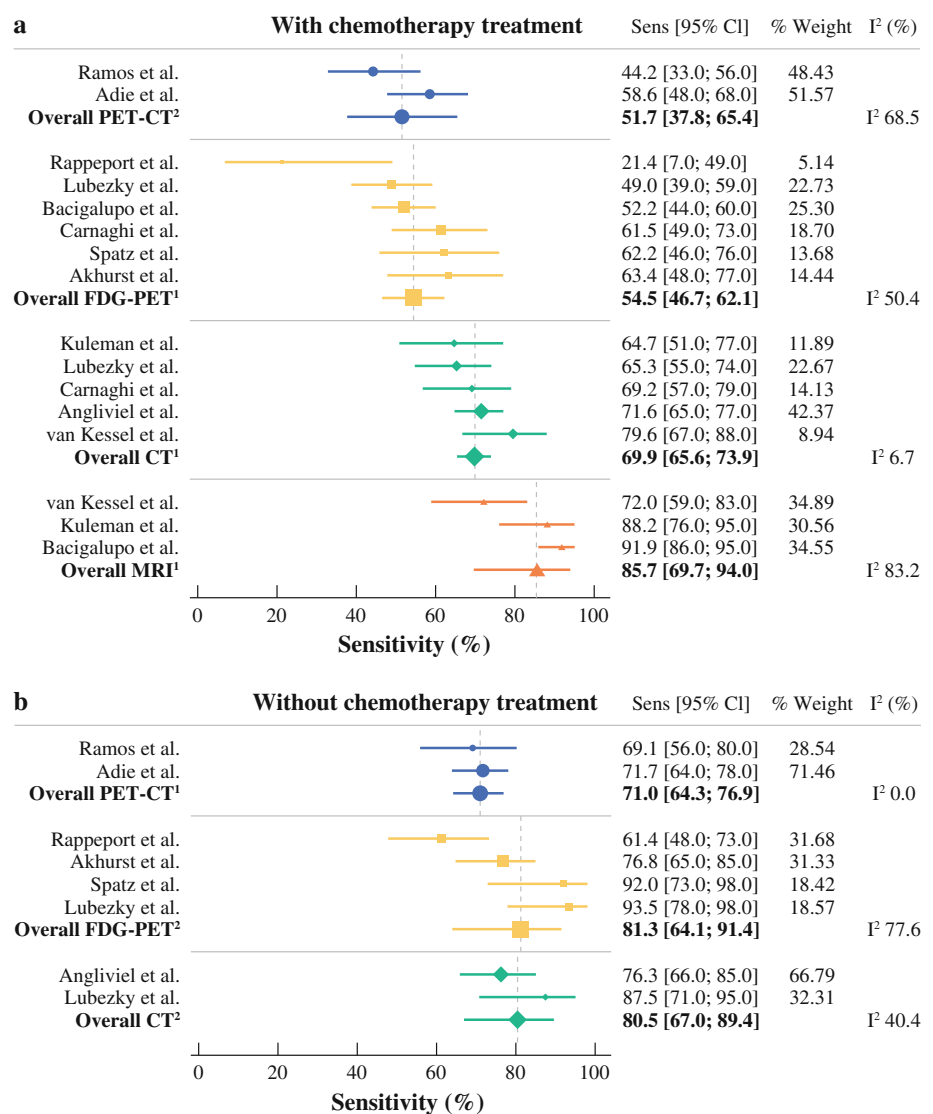 a With chemotherapy treatment Sens [95% Cl] % Weight I² (%)
Ramos et al. 44.2 [33.0; 56.0] 48.43
Adie et al. 58.6 [48.0; 68.0] 51.57
Overall PET-CT² 51.7 [37.8; 65.4] I² 68.5
Rappeport et al. 21.4 [7.0; 49.0] 5.14
Lubezky et al. 49.0 [39.0; 59.0] 22.73
Bacigalupo et al. 52.2 [44.0; 60.0] 25.30
Carnaghi et al. 61.5 [49.0; 73.0] 18.70
Spatz et al. 62.2 [46.0; 76.0] 13.68
Akhurst et al. 63.4 [48.0; 77.0] 14.44
Overall FDG-PET¹ 54.5 [46.7; 62.1] I² 50.4
Kuleman et al. 64.7 [51.0; 77.0] 11.89
Lubezky et al. 65.3 [55.0; 74.0] 22.67
Carnaghi et al. 69.2 [57.0; 79.0] 14.13
Angliviel et al. 71.6 [65.0; 77.0] 42.37
van Kessel et al. 79.6 [67.0; 88.0] 8.94
Overall CT¹ 69.9 [65.6; 73.9] I² 6.7
van Kessel et al. 72.0 [59.0; 83.0] 34.89
Kuleman et al. 88.2 [76.0; 95.0] 30.56
Bacigalupo et al. 91.9 [86.0; 95.0] 34.55
Overall MRI¹ 85.7 [69.7; 94.0] I² 83.2
0 20 40 60 80 100
Sensitivity (%)
b Without chemotherapy treatment Sens [95% Cl] % Weight I² (%)
Ramos et al. 69.1 [56.0; 80.0] 28.54
Adie et al. 71.7 [64.0; 78.0] 71.46
Overall PET-CT¹ 71.0 [64.3; 76.9] I² 0.0
Rappeport et al. 61.4 [48.0; 73.0] 31.68
Akhurst et al. 76.8 [65.0; 85.0] 31.33
Spatz et al. 92.0 [73.0; 98.0] 18.42
Lubezky et al. 93.5 [78.0; 98.0] 18.57
Overall FDG-PET² 81.3 [64.1; 91.4] I² 77.6
Angliviel et al. 76.3 [66.0; 85.0] 66.79
Lubezky et al. 87.5 [71.0; 95.0] 32.31
Overall CT² 80.5 [67.0; 89.4] I² 40.4
0 20 40 60 80 100
Sensitivity (%)